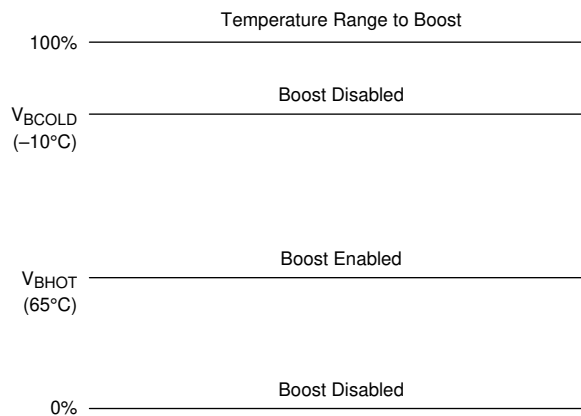 Temperature Range to Boost
100%
Boost Disabled
VBCOLD
(–10°C)
Boost Enabled
VBHOT
(65°C)
Boost Disabled
0%